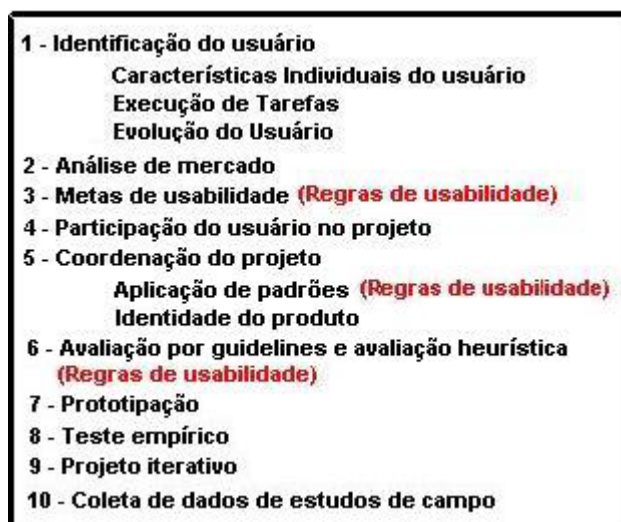 1 - Identificação do usuário
Características Individuais do usuário
Execução de Tarefas
Evolução do Usuário
2 - Análise de mercado
3 - Metas de usabilidade (Regras de usabilidade)
4 - Participação do usuário no projeto
5 - Coordenação do projeto
Aplicação de padrões (Regras de usabilidade)
Identidade do produto
6 - Avaliação por guidelines e avaliação heurística
(Regras de usabilidade)
7 - Prototipação
8 - Teste empírico
9 - Projeto iterativo
10 - Coleta de dados de estudos de campo